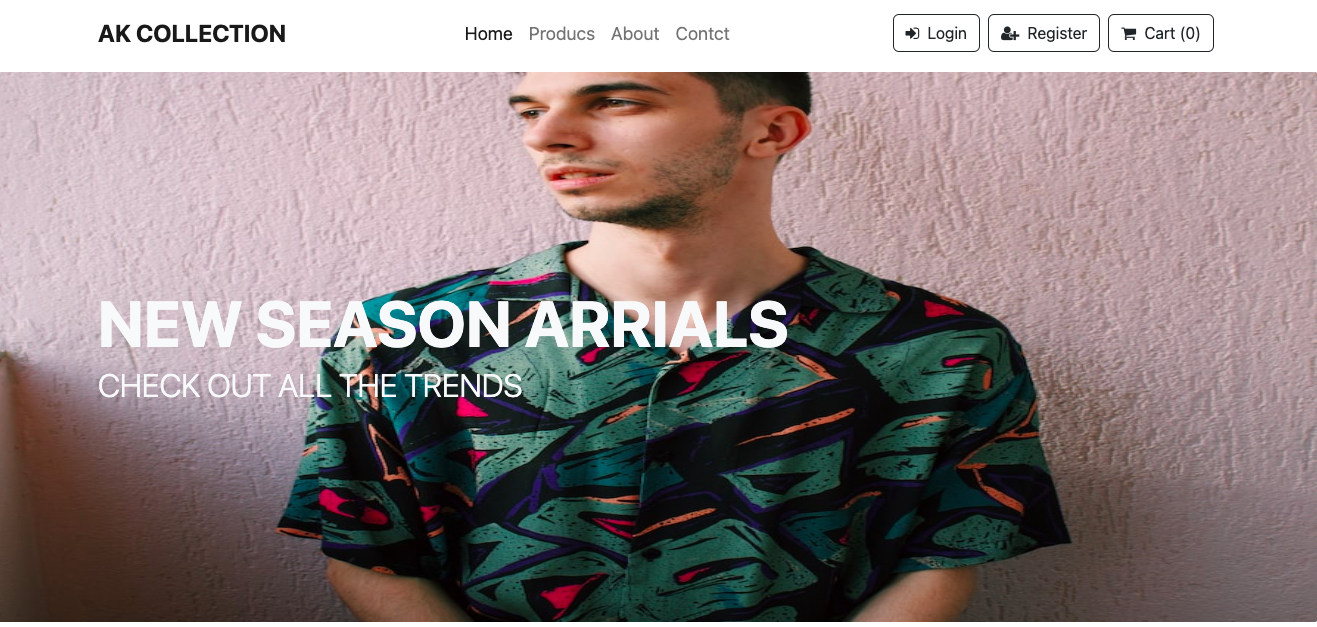 AK COLLECTION
Home Producs About Contct
Login Register Cart (0)
NEW SEASON ARRIALS
CHECK OUT ALL THE TRENDS